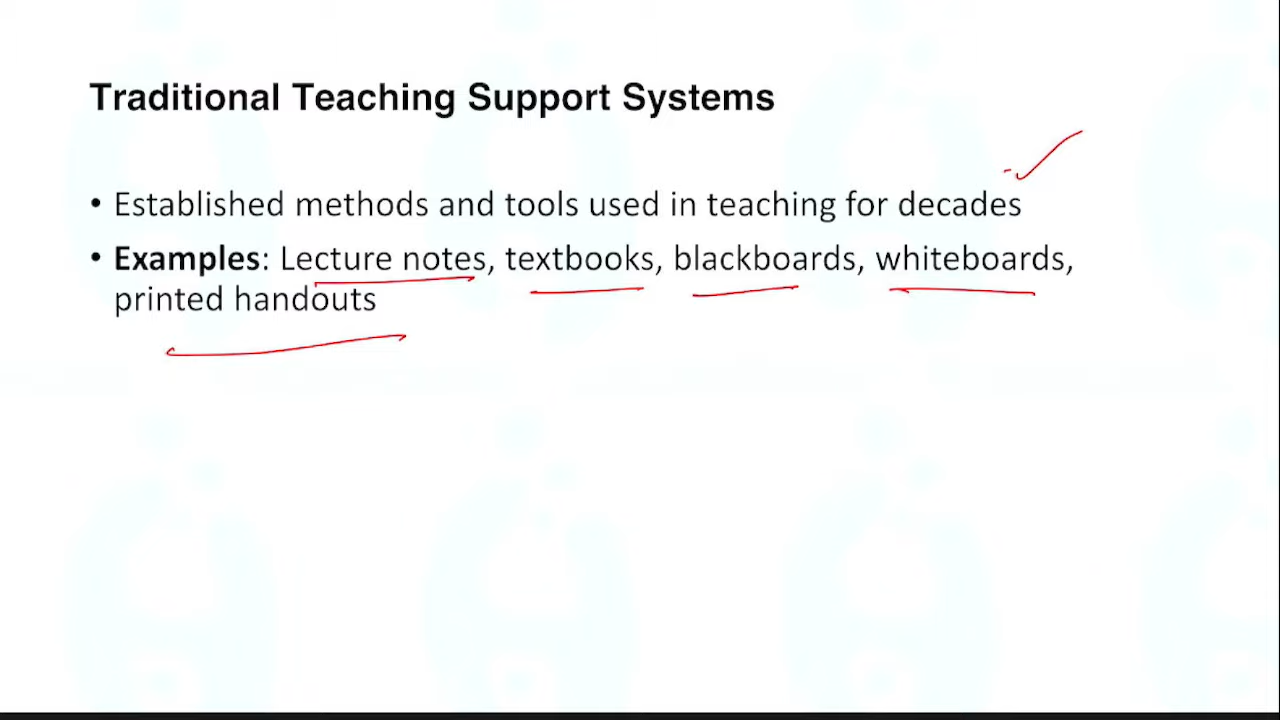 Traditional Teaching Support Systems
• Established methods and tools used in teaching for decades
• Examples: Lecture notes, textbooks, blackboards, whiteboards,
printed handouts